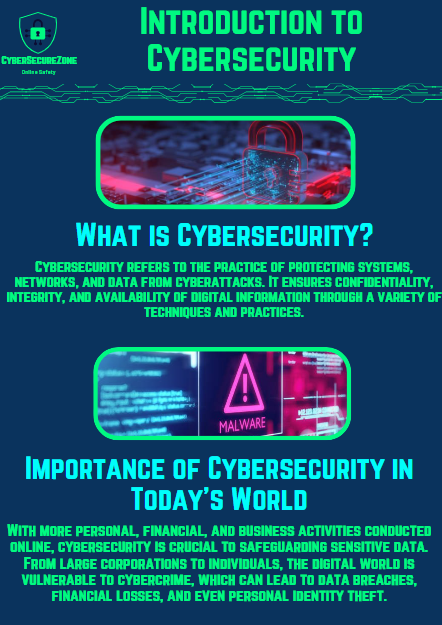 CyberSecureZone
Online Safety
Introduction to
Cybersecurity
What is Cybersecurity?
Cybersecurity refers to the practice of protecting systems,
networks, and data from cyberattacks. It ensures confidentiality,
integrity, and availability of digital information through a variety of
techniques and practices.
MALWARE
Importance of Cybersecurity in
Today's World
With more personal, financial, and business activities conducted
online, cybersecurity is crucial to safeguarding sensitive data.
From large corporations to individuals, the digital world is
vulnerable to cybercrime, which can lead to data breaches,
financial losses, and even personal identity theft.